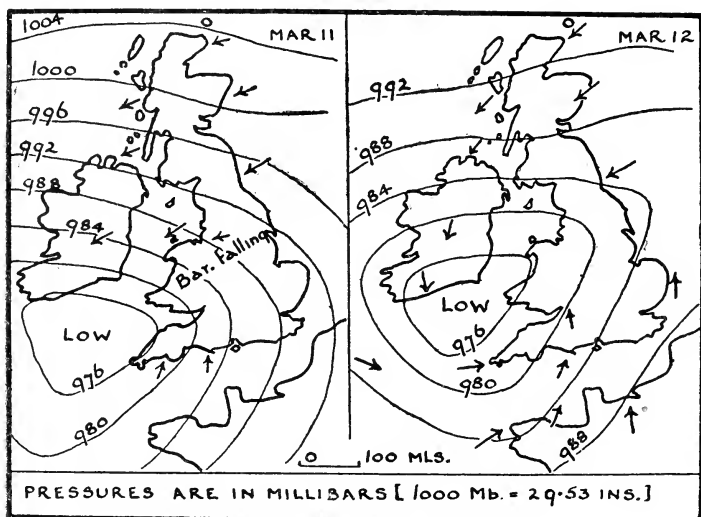 1004
MAR 11
1000
996
992
988
984
Bar. Falling
LOW
976
980
MAR 12
992
988
984
LOW
976
980
988
0 100 MLS.
PRESSURES ARE IN MILLIBARS [ 1000 Mb. = 29.53 INS.]